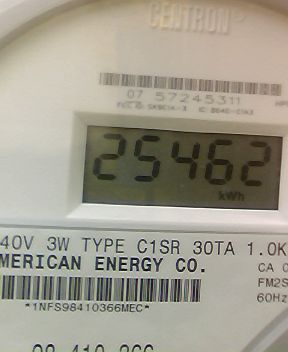 CENTRON
07 57245311
25462
kWh
40V 3W TYPE C1SR 30TA 1.0K
MERICAN ENERGY CO.
CA 0
FM2S
60Hz
*1NFS98410366MEC*